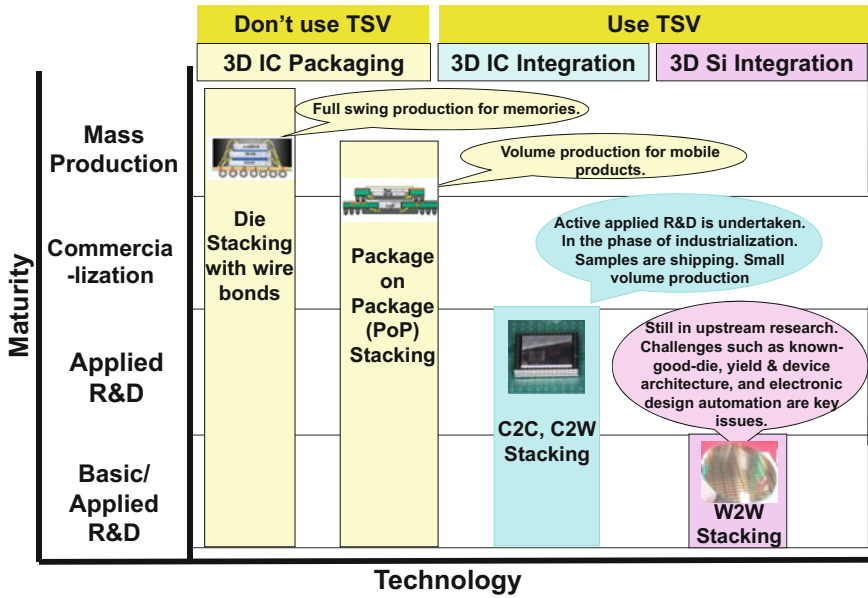 Don't use TSV
Use TSV
3D IC Packaging
3D IC Integration
3D Si Integration
Full swing production for memories.
Mass
Production
Volume production for mobile
products.
Die
Stacking
with wire
bonds
Package
on
Package
(PoP)
Stacking
Active applied R&D is undertaken.
In the phase of industrialization.
Samples are shipping. Small
volume production
Commercia
-lization
Maturity
Still in upstream research.
Challenges such as known-
good-die, yield & device
architecture, and electronic
design automation are key
issues.
Applied
R&D
C2C, C2W
Stacking
Basic/
Applied
R&D
W2W
Stacking
Technology